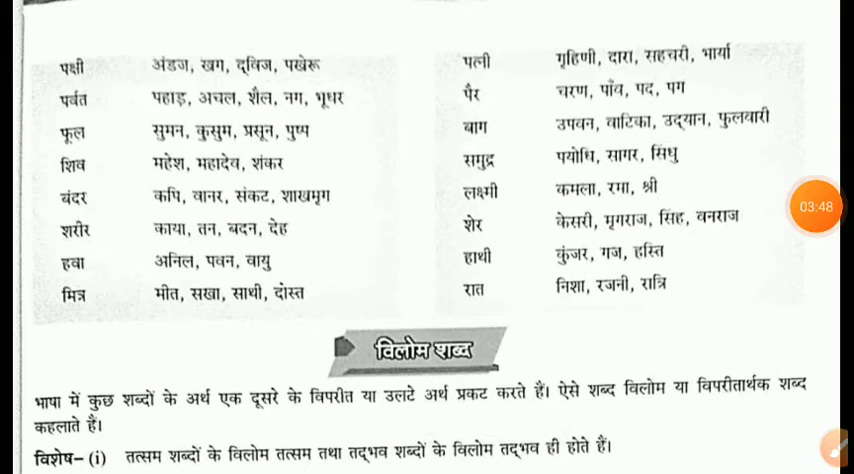 पक्षी अंडज, खग, द्विज, पखेरू
पर्वत पहाड़, अचल, शैल, नग, भूधर
फूल सुमन, कुसुम, प्रसून, पुष्प
शिव महेश, महादेव, शंकर
बंदर कपि, वानर, संकट, शाखमृग
शरीर काया, तन, बदन, देह
हवा अनिल, पवन, वायु
मित्र मीत, सखा, साथी, दोस्त
पत्नी गृहिणी, दारा, सहचरी, भार्या
पैर चरण, पाँव, पद, पग
बाग उपवन, वाटिका, उद्यान, फुलवारी
समुद्र पयोधि, सागर, सिंधु
लक्ष्मी कमला, रमा, श्री
शेर केसरी, मृगराज, सिंह, वनराज
हाथी कुंजर, गज, हस्ति
रात निशा, रजनी, रात्रि
03:48
विलोम शब्द
भाषा में कुछ शब्दों के अर्थ एक दूसरे के विपरीत या उलटे अर्थ प्रकट करते हैं। ऐसे शब्द विलोम या विपरीतार्थक शब्द
कहलाते हैं।
विशेष– (i) तत्सम शब्दों के विलोम तत्सम तथा तद्भव शब्दों के विलोम तद्भव ही होते हैं।